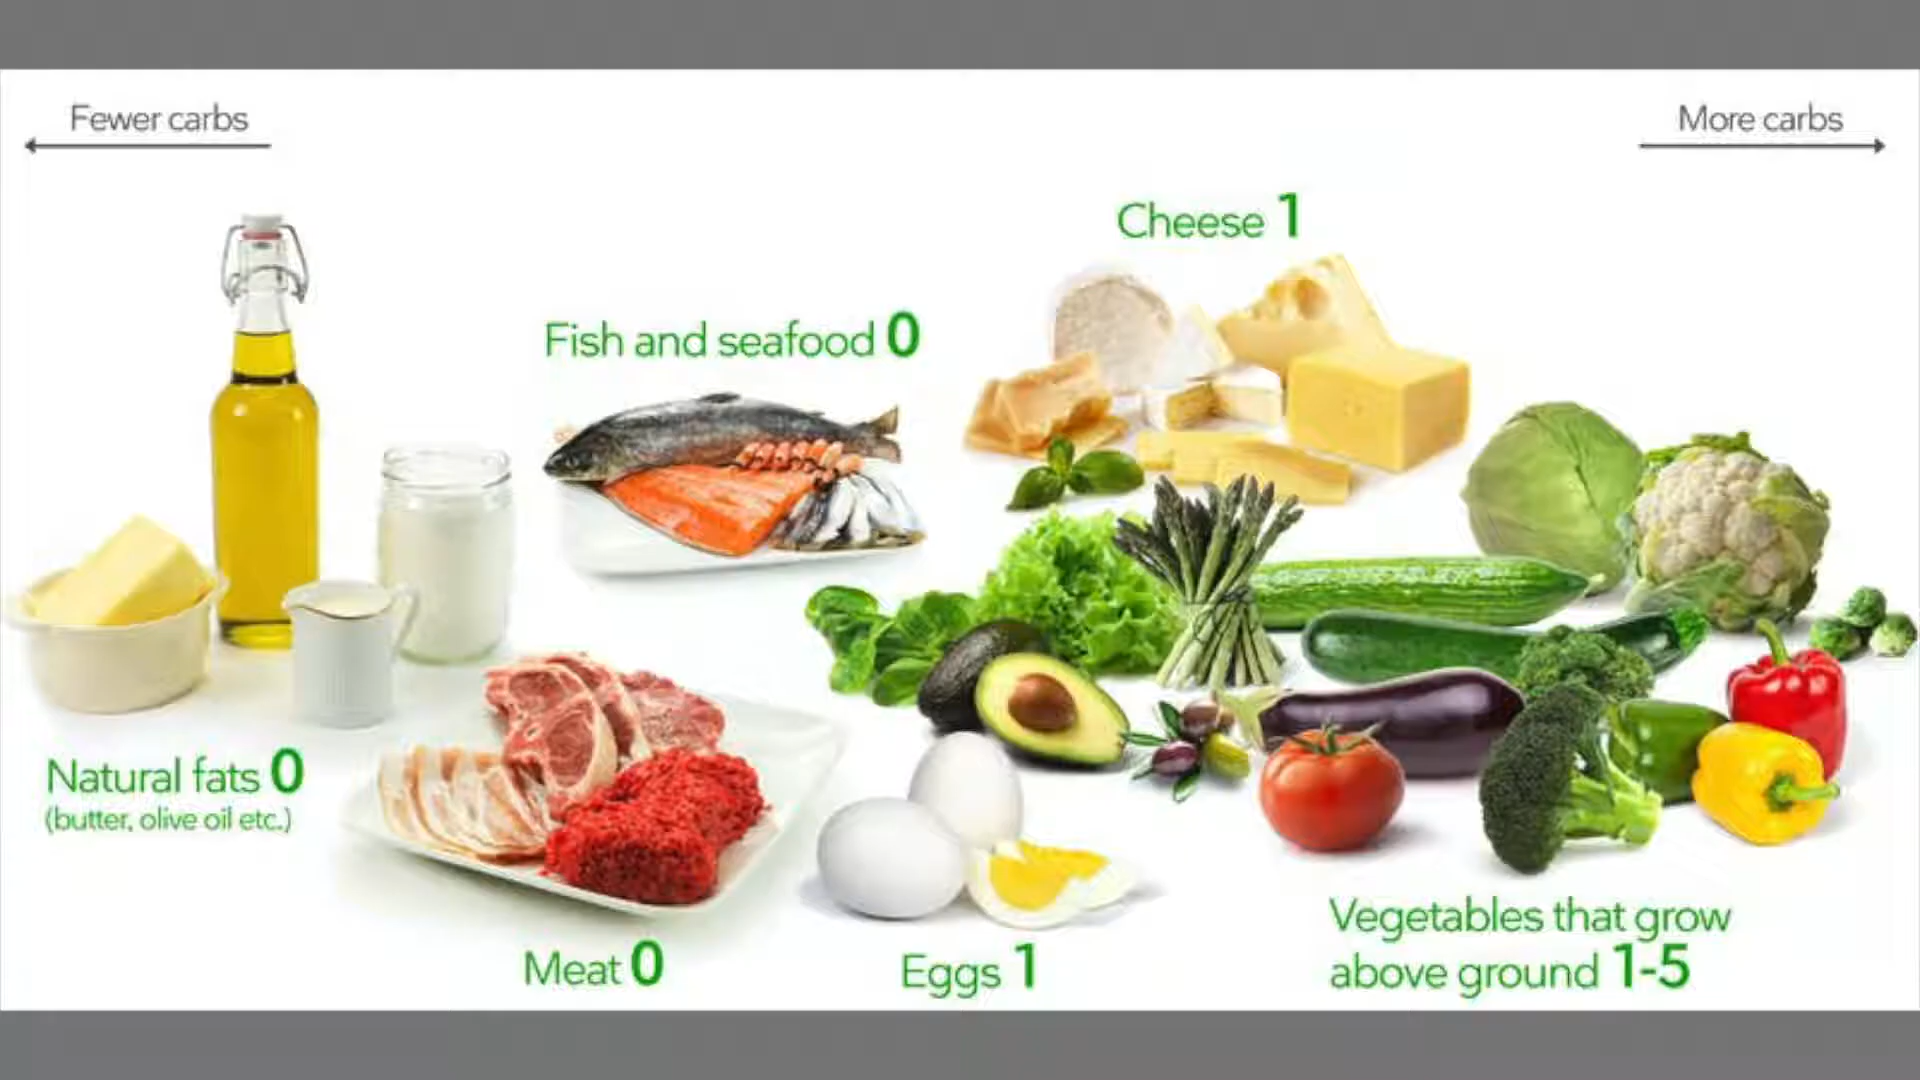 Fewer carbs
More carbs
Cheese 1
Fish and seafood 0
Natural fats 0
(butter, olive oil etc.)
Meat 0
Eggs 1
Vegetables that grow
above ground 1-5